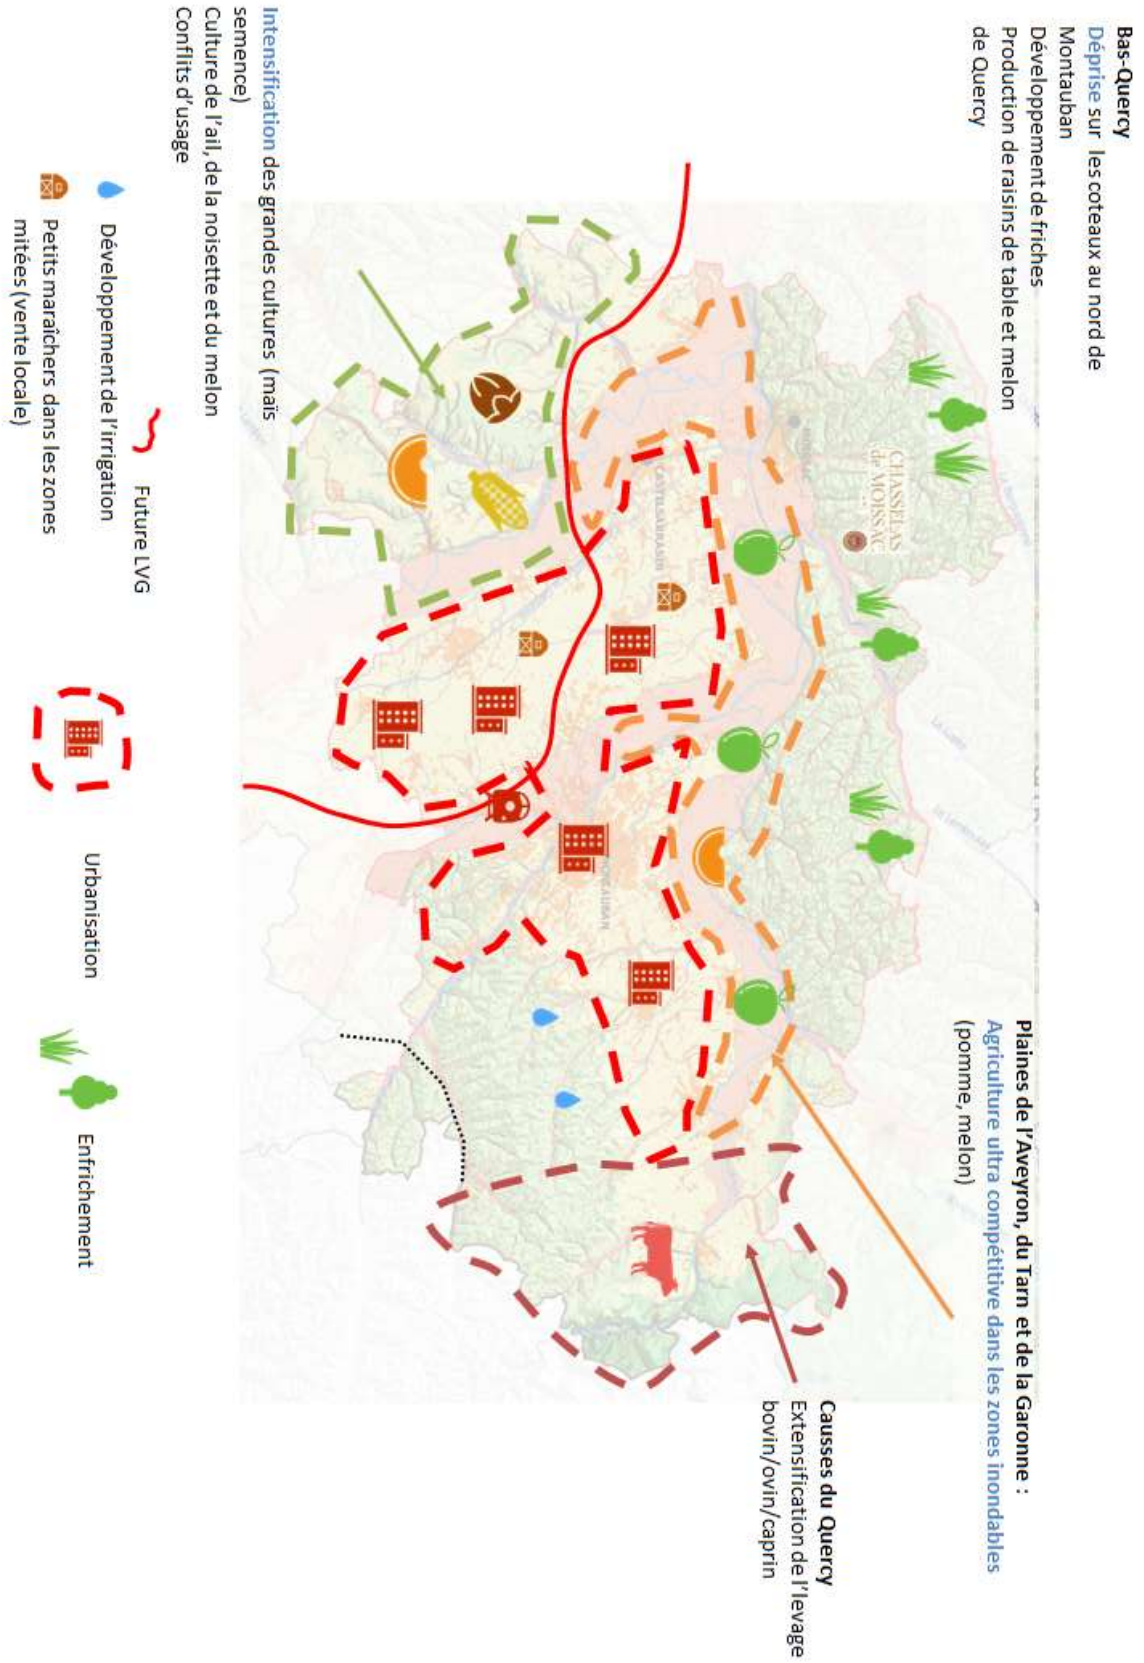 Bas-Quercy
Déprise sur les coteaux au nord de
Montauban
Développement de friches
Production de raisins de table et melon
de Quercy
Plaines de l'Aveyron, du Tarn et de la Garonne :
Agriculture ultra compétitive dans les zones inondables
(pomme, melon)
Causses du Quercy
Extensification de l'levage
bovin/ovin/caprin
CHASSELAS
de MOISSAC
CASTELSARRASIN
MONTAUBAN
Intensification des grandes cultures (maïs
semence)
Culture de l'ail, de la noisette et du melon
Conflits d'usage
Future LVG
Développement de l'irrigation
Petits maraîchers dans les zones
mitées (vente locale)
Urbanisation
Enfrichement